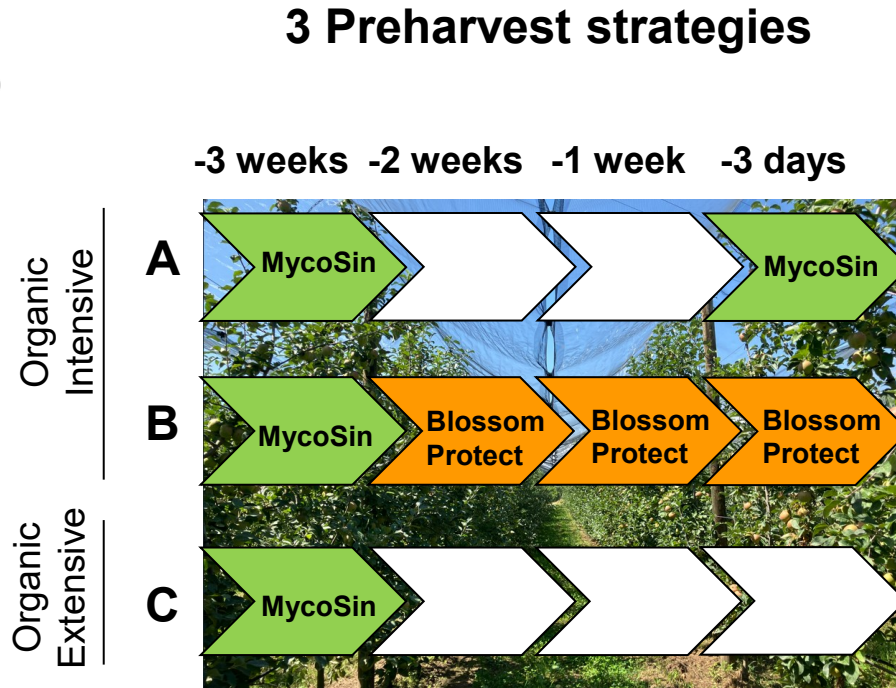 3 Preharvest strategies
-3 weeks -2 weeks -1 week -3 days
Organic
Intensive
A
MycoSin
MycoSin
B
MycoSin
Blossom
Protect
Blossom
Protect
Blossom
Protect
Organic
Extensive
C
MycoSin